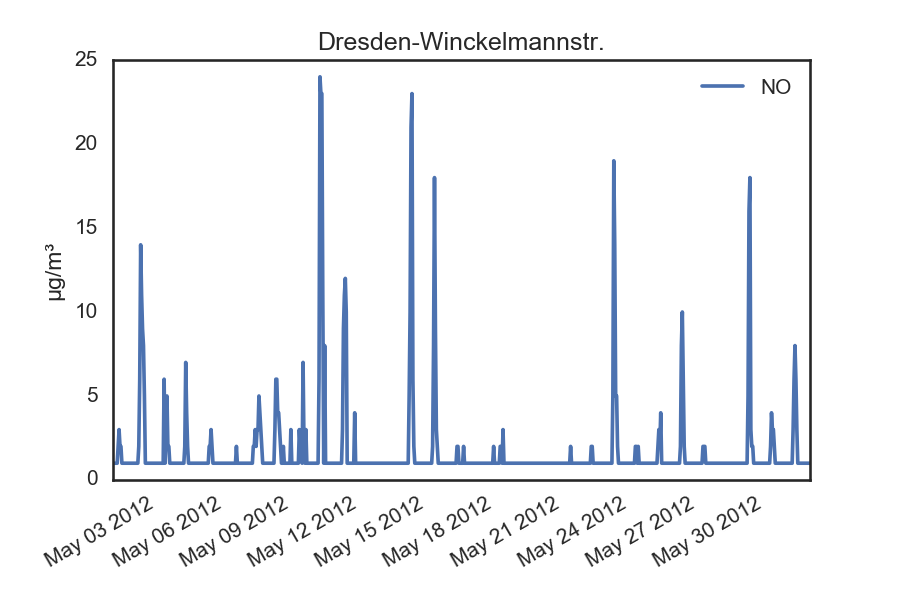 Dresden-Winckelmannstr.
25
20
15
10
5
0
µg/m³
NO
May 03 2012
May 06 2012
May 09 2012
May 12 2012
May 15 2012
May 18 2012
May 21 2012
May 24 2012
May 27 2012
May 30 2012